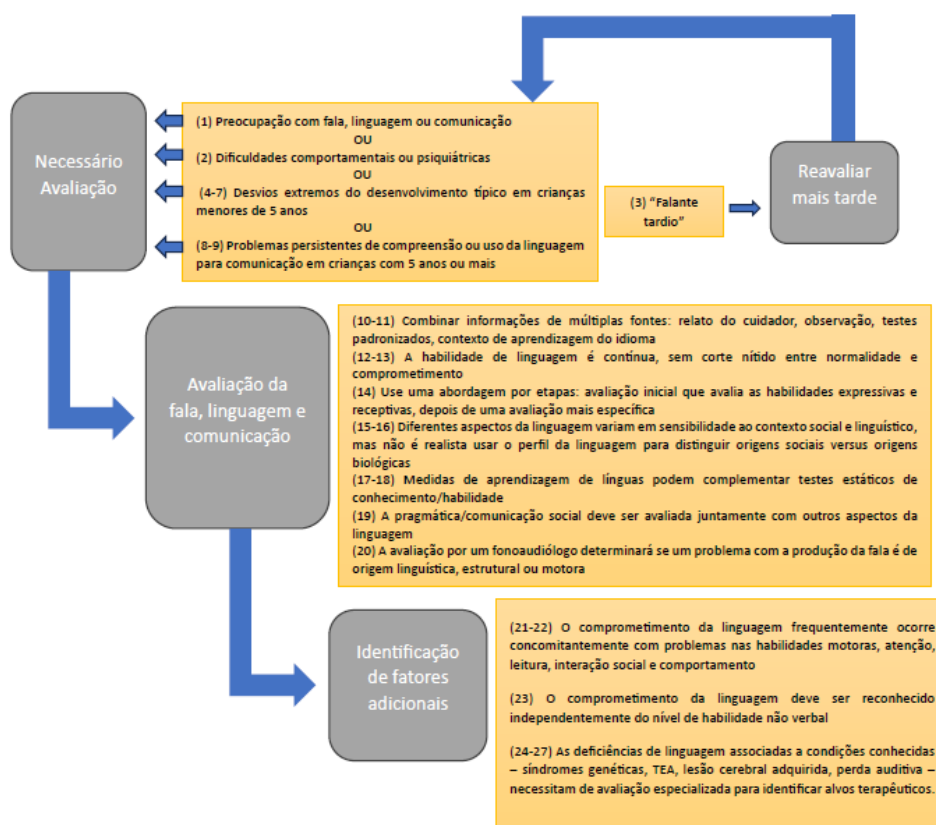 Necessário
Avaliação
(1) Preocupação com fala, linguagem ou comunicação
OU
(2) Dificuldades comportamentais ou psiquiátricas
OU
(4-7) Desvios extremos do desenvolvimento típico em crianças
menores de 5 anos
OU
(8-9) Problemas persistentes de compreensão ou uso da linguagem
para comunicação em crianças com 5 anos ou mais
(3) “Falante
tardio”
Reavaliar
mais tarde
Avaliação da
fala, linguagem e
comunicação
(10-11) Combinar informações de múltiplas fontes: relato do cuidador, observação, testes
padronizados, contexto de aprendizagem do idioma
(12-13) A habilidade de linguagem é contínua, sem corte nítido entre normalidade e
comprometimento
(14) Use uma abordagem por etapas: avaliação inicial que avalia as habilidades expressivas e
receptivas, depois de uma avaliação mais específica
(15-16) Diferentes aspectos da linguagem variam em sensibilidade ao contexto social e linguístico,
mas não é realista usar o perfil da linguagem para distinguir origens sociais versus origens
biológicas
(17-18) Medidas de aprendizagem de línguas podem complementar testes estáticos de
conhecimento/habilidade
(19) A pragmática/comunicação social deve ser avaliada juntamente com outros aspectos da
linguagem
(20) A avaliação por um fonoaudiólogo determinará se um problema com a produção da fala é de
origem linguística, estrutural ou motora
Identificação
de fatores
adicionais
(21-22) O comprometimento da linguagem frequentemente ocorre
concomitantemente com problemas nas habilidades motoras, atenção,
leitura, interação social e comportamento
(23) O comprometimento da linguagem deve ser reconhecido
independentemente do nível de habilidade não verbal
(24-27) As deficiências de linguagem associadas a condições conhecidas
– síndromes genéticas, TEA, lesão cerebral adquirida, perda auditiva –
necessitam de avaliação especializada para identificar alvos terapêuticos.